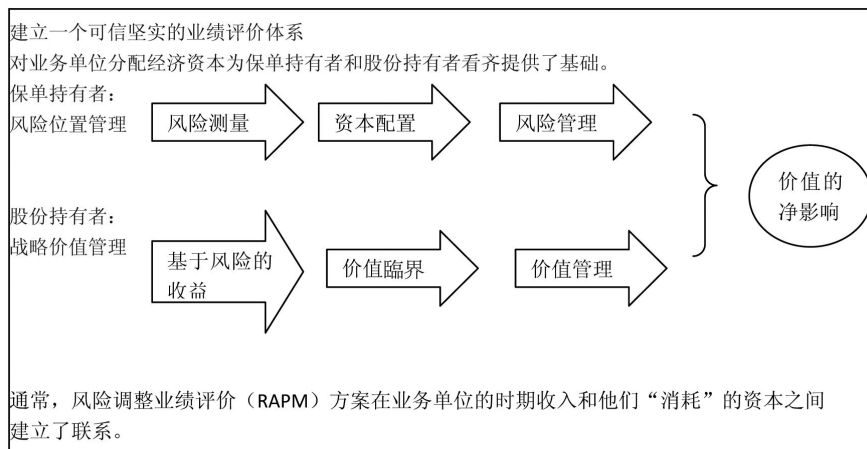 建立一个可信坚实的业绩评价体系
对业务单位分配经济资本为保单持有者和股份持有者看齐提供了基础。
保单持有者：
风险位置管理
风险测量
资本配置
风险管理
价值的
净影响
股份持有者：
战略价值管理
基于风险的
收益
价值臨界
价值管理
通常，风险调整业绩评价（RAPM）方案在业务单位的时期收入和他们“消耗”的资本之间
建立了联系。